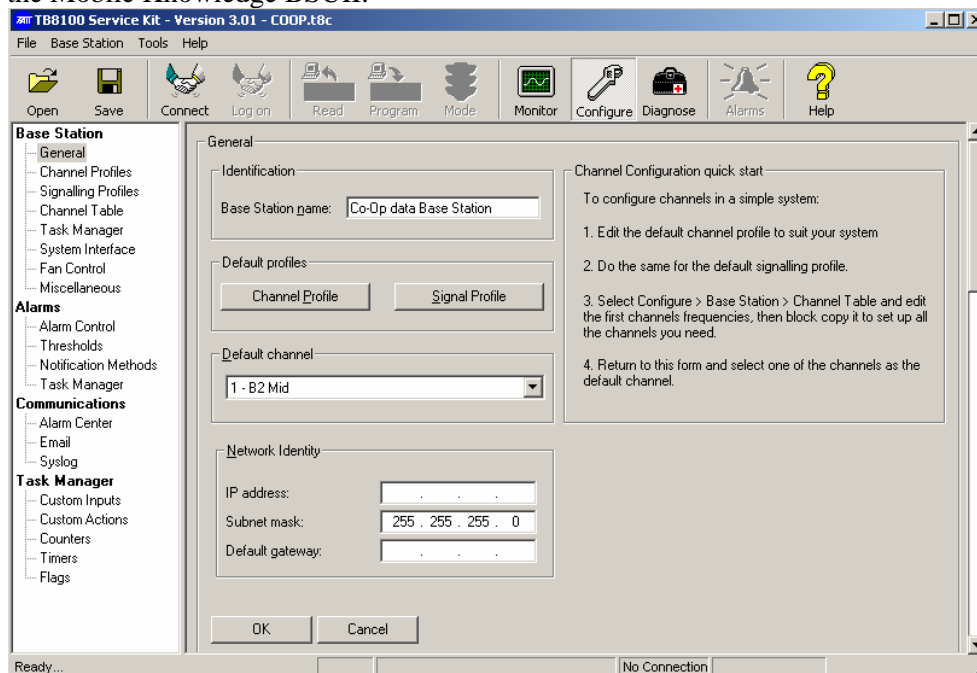 the Mobile Knowledge BSCII.
TAIT TB8100 Service Kit - Version 3.01 - COOP.t8c
File Base Station Tools Help
Open Save Connect Log on Read Program Mode Monitor Configure Diagnose Alarms Help
Base Station
General
Channel Profiles
Signalling Profiles
Channel Table
Task Manager
System Interface
Fan Control
Miscellaneous
Alarms
Alarm Control
Thresholds
Notification Methods
Task Manager
Communications
Alarm Center
Email
Syslog
Task Manager
Custom Inputs
Custom Actions
Counters
Timers
Flags
General
Identification
Base Station name: Co-Op data Base Station
Default profiles
Channel Profile Signal Profile
Default channel
1 - B2 Mid
Network Identity
IP address: . . .
Subnet mask: 255 . 255 . 255 . 0
Default gateway: . . .
OK Cancel
Channel Configuration quick start
To configure channels in a simple system:
1. Edit the default channel profile to suit your system
2. Do the same for the default signalling profile.
3. Select Configure > Base Station > Channel Table and edit
the first channels frequencies, then block copy it to set up all
the channels you need.
4. Return to this form and select one of the channels as the
default channel.
Ready... No Connection